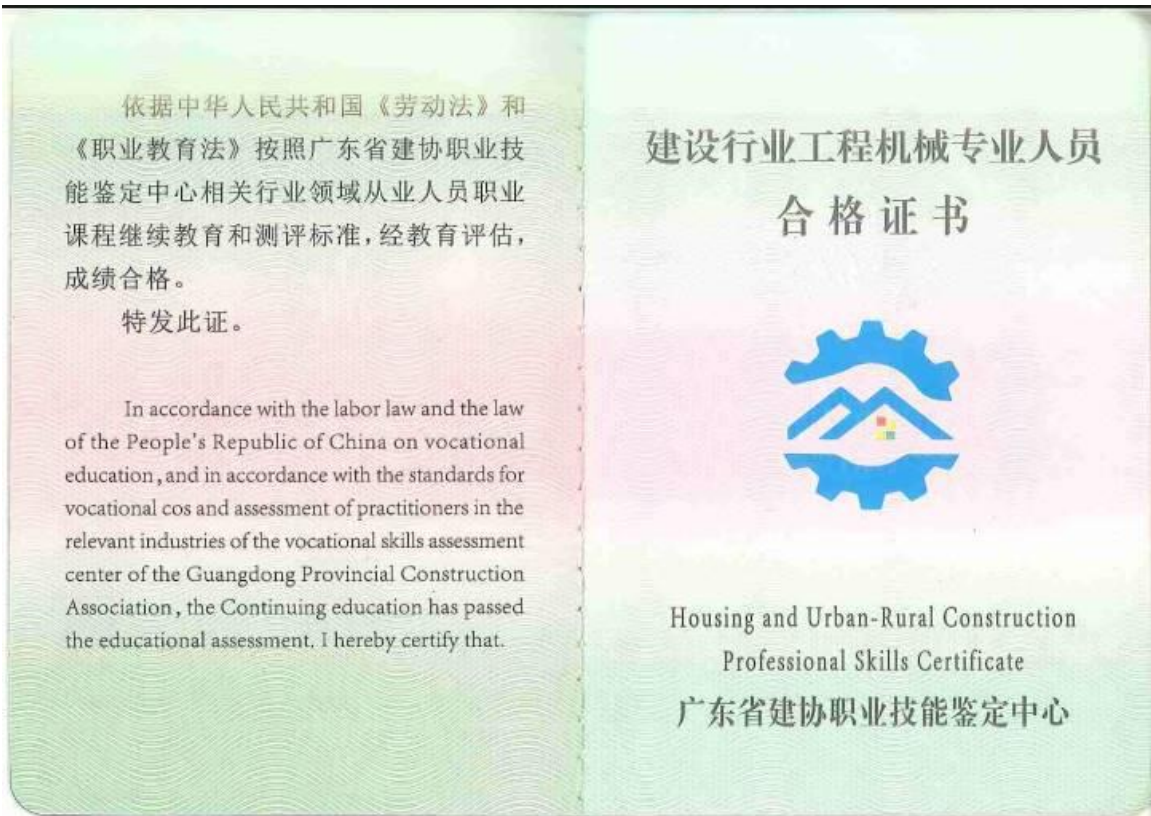 依据中华人民共和国《劳动法》和
《职业教育法》按照广东省建协职业技
能鉴定中心相关行业领域从业人员职业
课程继续教育和测评标准,经教育评估,
成绩合格。
特发此证。
In accordance with the labor law and the law
of the People's Republic of China on vocational
education, and in accordance with the standards for
vocational cos and assessment of practitioners in the
relevant industries of the vocational skills assessment
center of the Guangdong Provincial Construction
Association, the Continuing education has passed
the educational assessment. I hereby certify that.
建设行业工程机械专业人员
合格证书
Housing and Urban-Rural Construction
Professional Skills Certificate
广东省建协职业技能鉴定中心